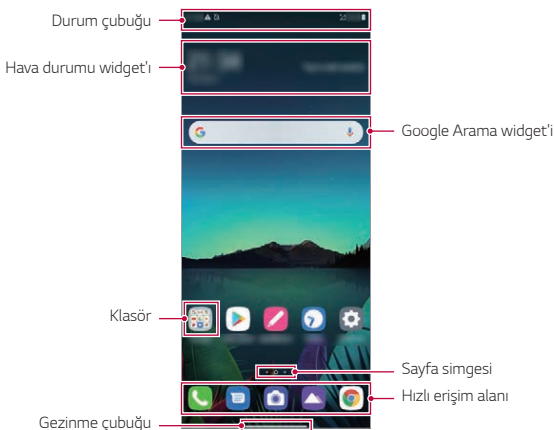 Durum çubuğu
Hava durumu widget'ı
Google Arama widget'i
Klasör
Sayfa simgesi
Hızlı erişim alanı
Gezinme çubuğu